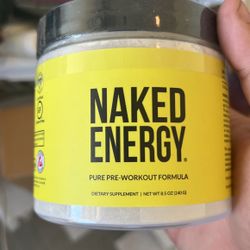 NAKED
ENERGY®
PURE PRE-WORKOUT FORMULA
DIETARY SUPPLEMENT | NET WT 8.5 OZ (240 G)